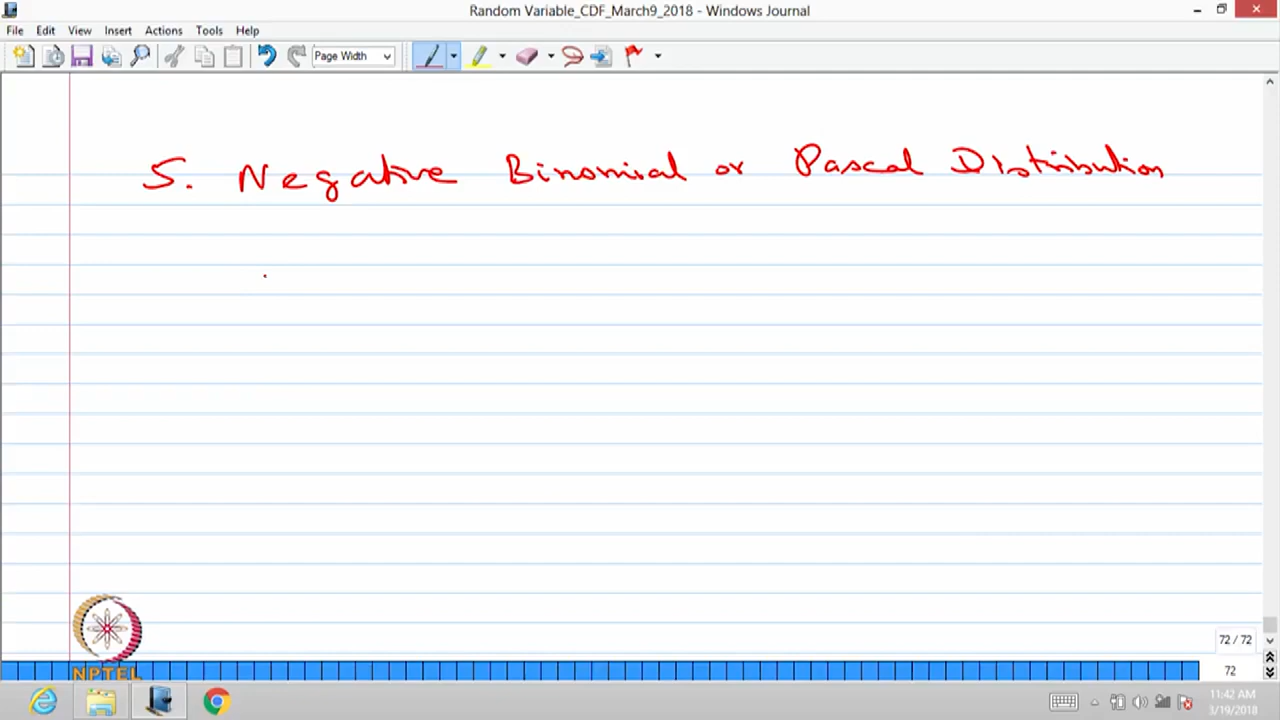 Random Variable_CDF_March9_2018 - Windows Journal
File Edit View Insert Actions Tools Help
Page Width
5. Negative Binomial or Pascal Distribution
72 / 72
NPTEL
72
11:42 AM
3/19/2018